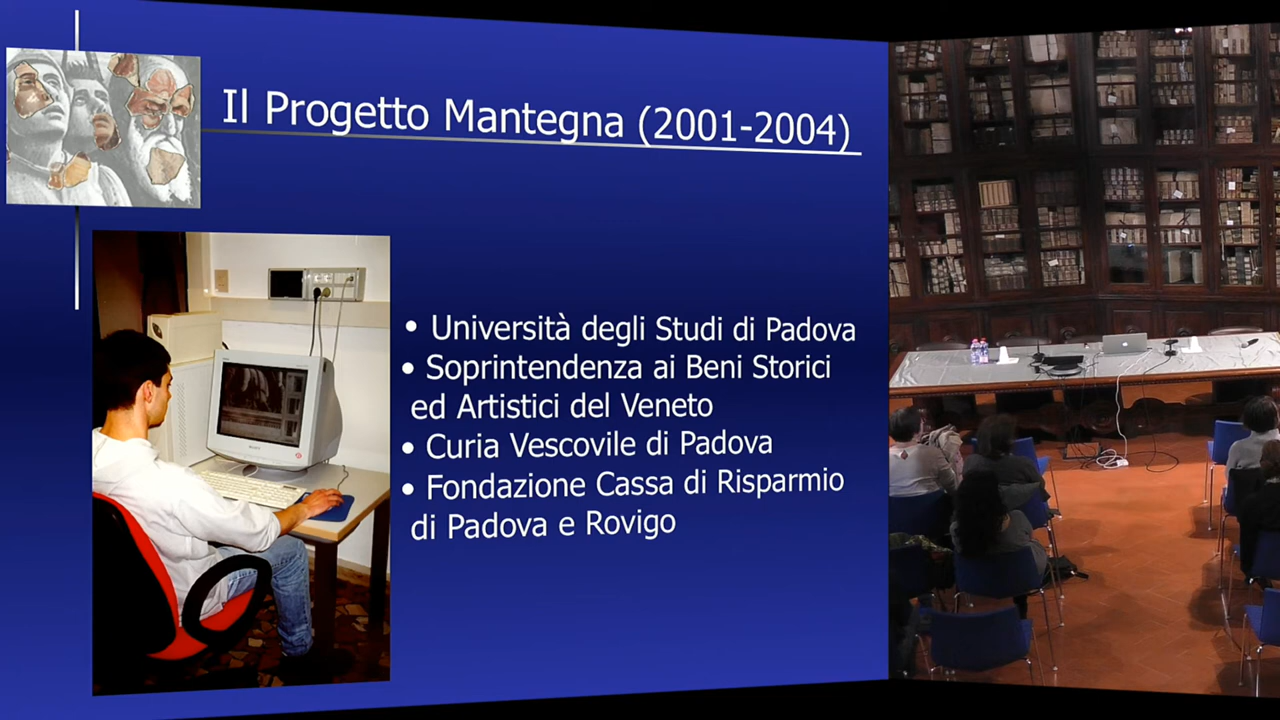 Il Progetto Mantegna (2001-2004)
• Università degli Studi di Padova
• Soprintendenza ai Beni Storici
ed Artistici del Veneto
• Curia Vescovile di Padova
• Fondazione Cassa di Risparmio
di Padova e Rovigo